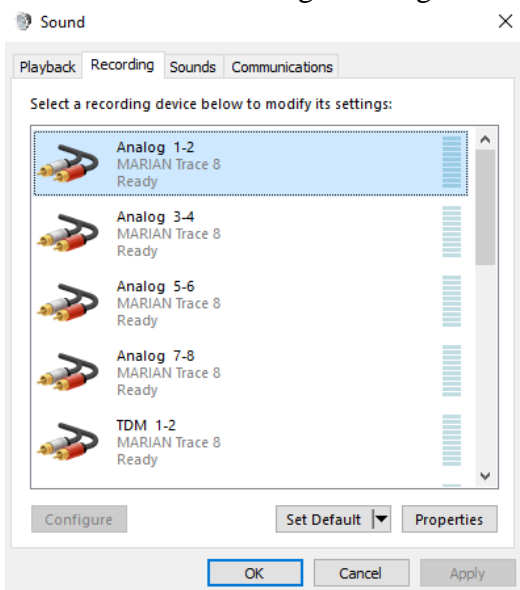 Sound
Playback Recording Sounds Communications
Select a recording device below to modify its settings:
Analog 1-2
MARIAN Trace 8
Ready
Analog 3-4
MARIAN Trace 8
Ready
Analog 5-6
MARIAN Trace 8
Ready
Analog 7-8
MARIAN Trace 8
Ready
TDM 1-2
MARIAN Trace 8
Ready
Configure Set Default Properties
OK Cancel Apply